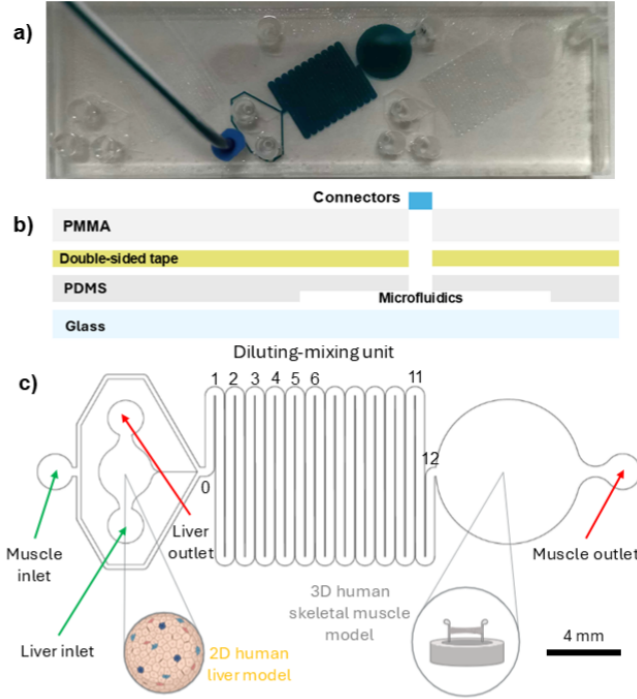 a)
Connectors
b)
PMMA
Double-sided tape
PDMS
Microfluidics
Glass
Diluting-mixing unit
c)
1 2 3 4 5 6 11
12
0
Muscle
inlet
Liver
outlet
Muscle outlet
Liver inlet
3D human
skeletal muscle
model
2D human
liver model
4 mm